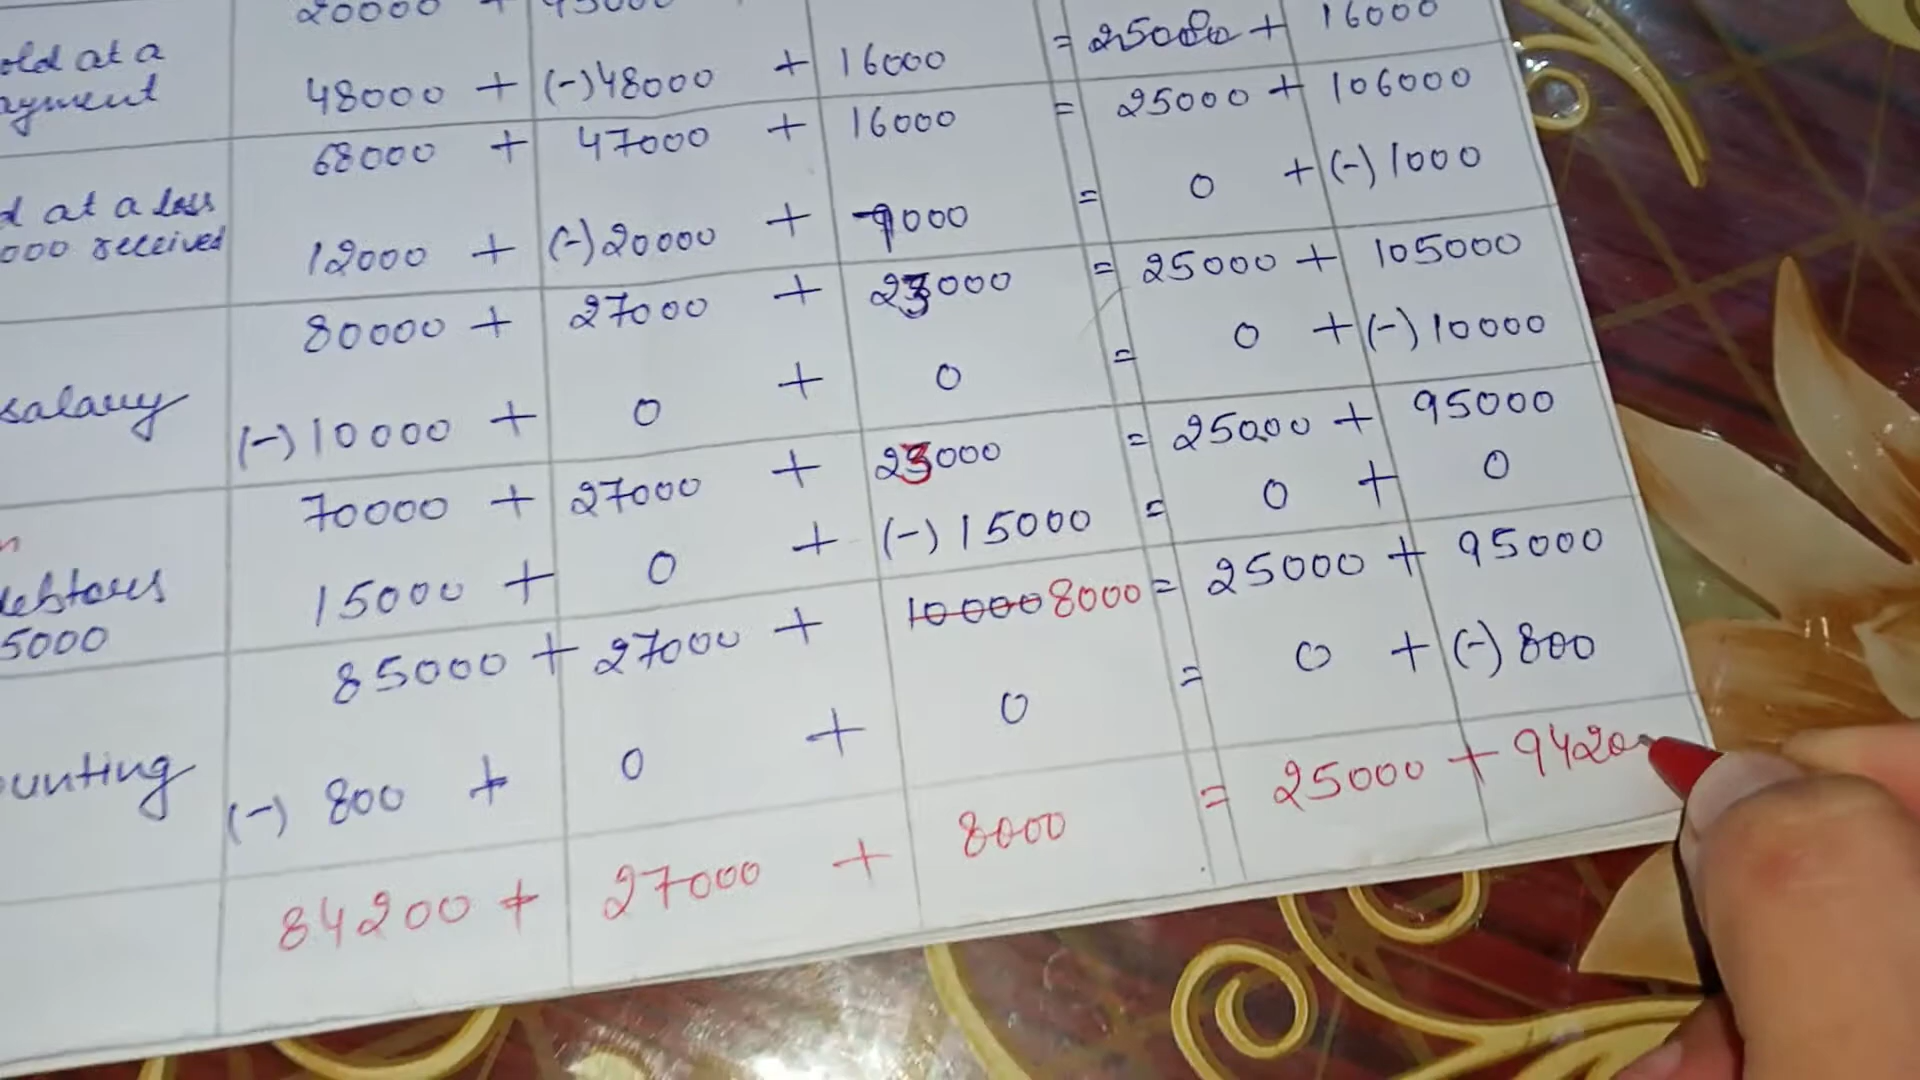 20000 +
= 25000 + 16000
old at a
ayment 48000 + (-)48000 + 16000
68000 + 47000 + 16000 = 25000 + 106000
d at a loss
000 received 12000 + (-)20000 + 9000 = 0 + (-)1000
80000 + 27000 + 23000 = 25000 + 105000
salary (-)10000 + 0 + 0 = 0 + (-)10000
70000 + 27000 + 23000 = 25000 + 95000
debtors
5000 15000 + 0 + (-)15000 = 0 + 0
85000 + 27000 + 10000 8000 = 25000 + 95000
ounting (-) 800 + 0 + 0 = 0 + (-) 800
84200 + 27000 + 8000 = 25000 + 9420